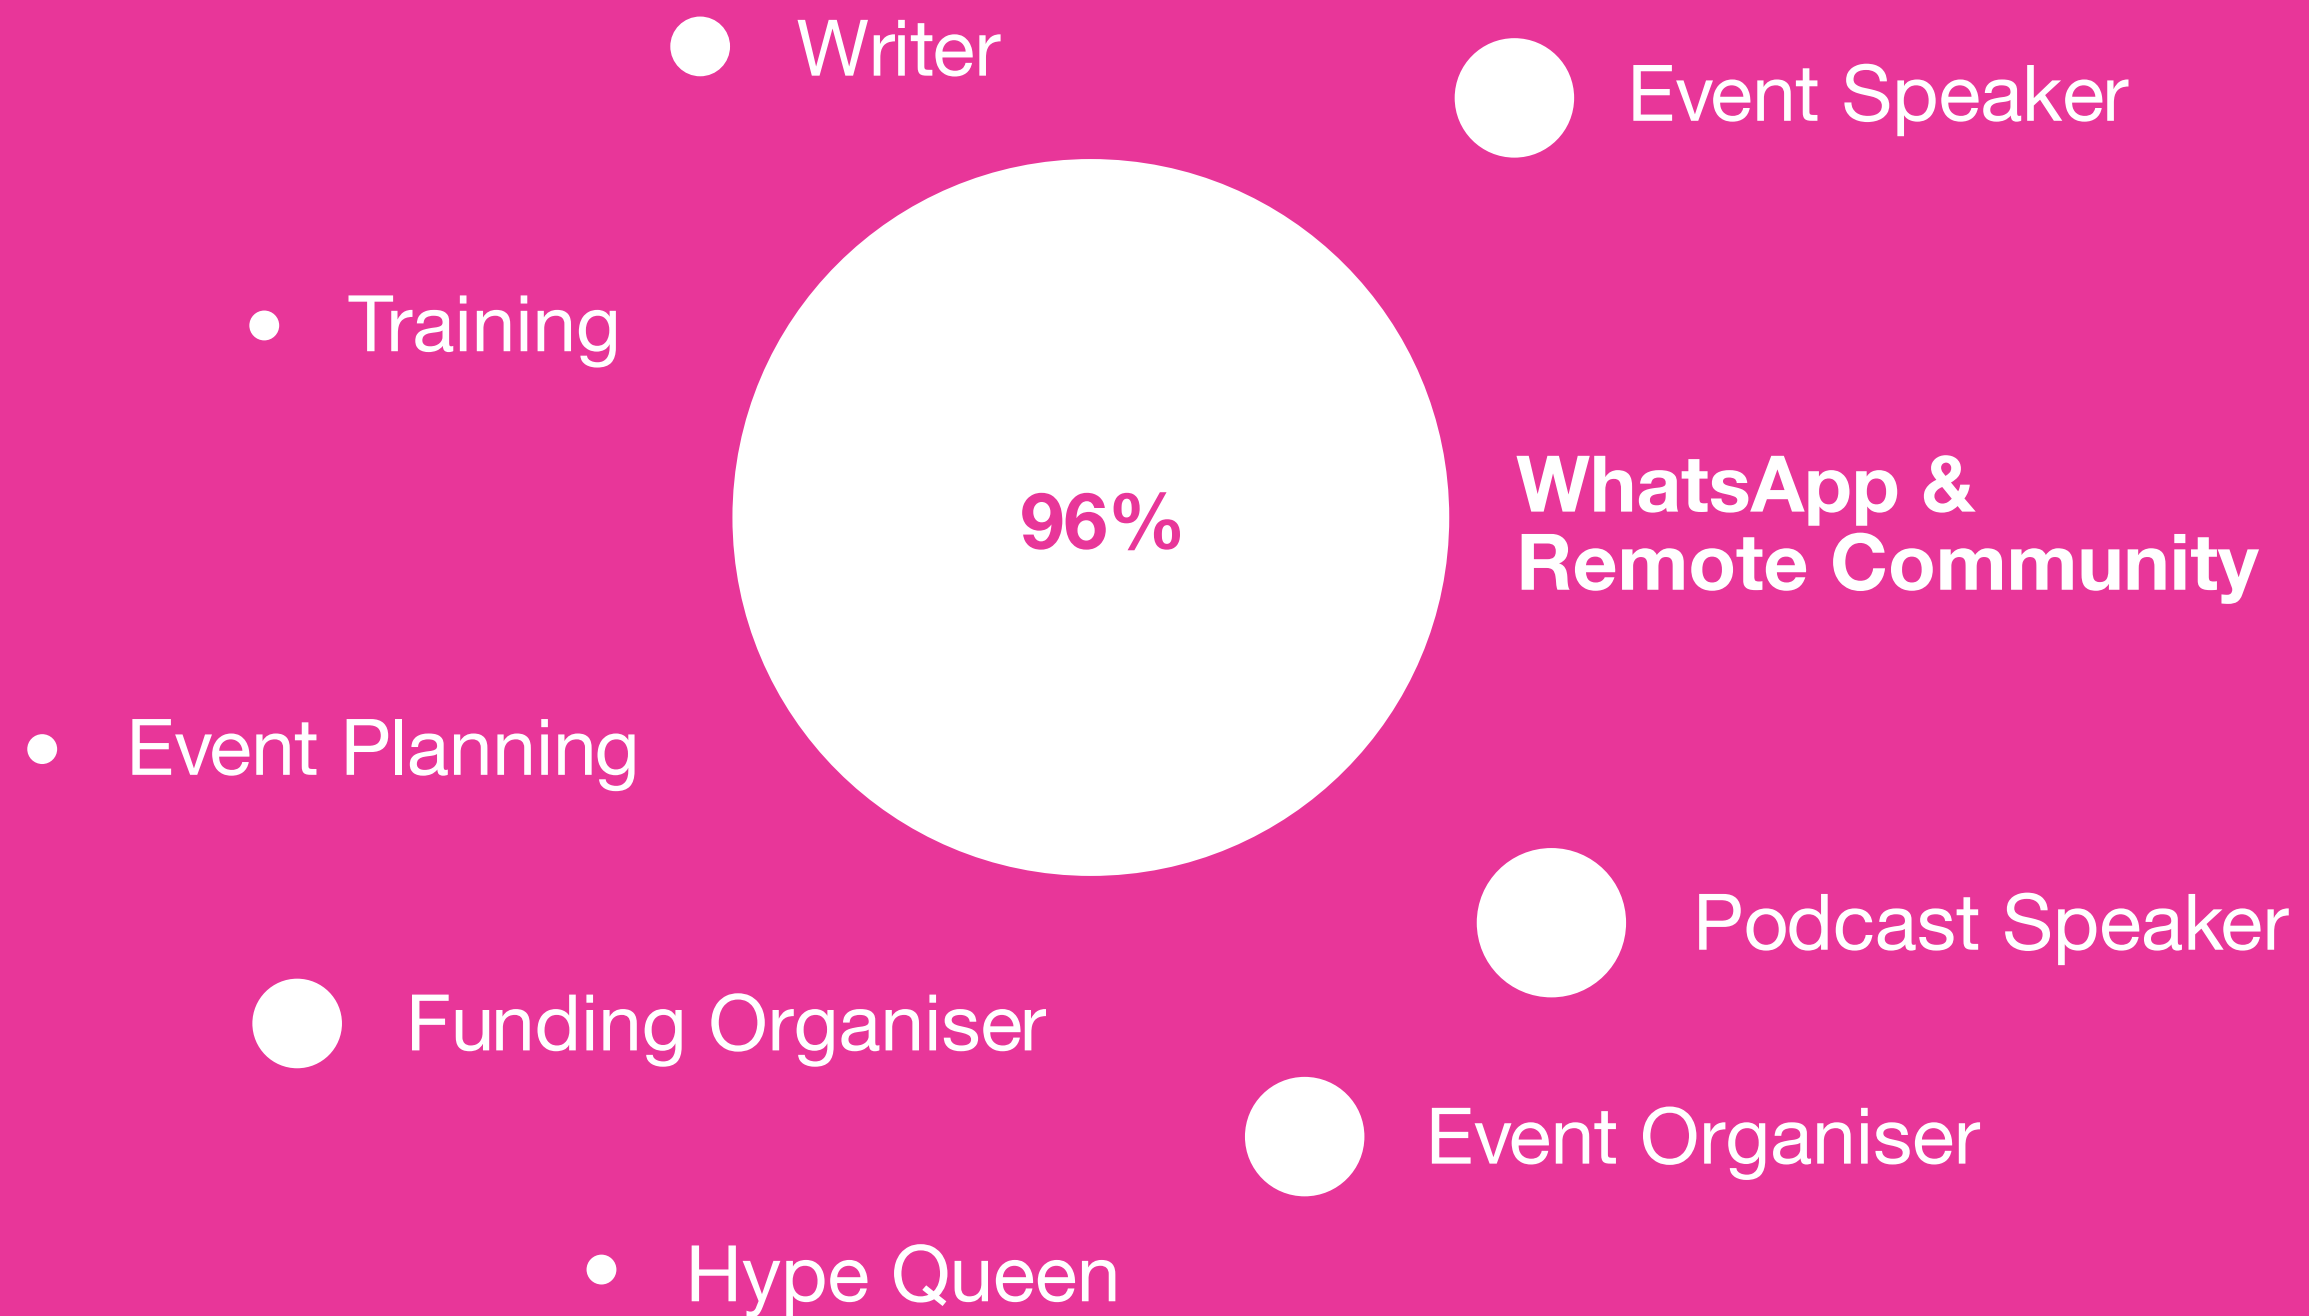 Writer
Event Speaker
Training
96%
WhatsApp &
Remote Community
Event Planning
Podcast Speaker
Funding Organiser
Event Organiser
Hype Queen